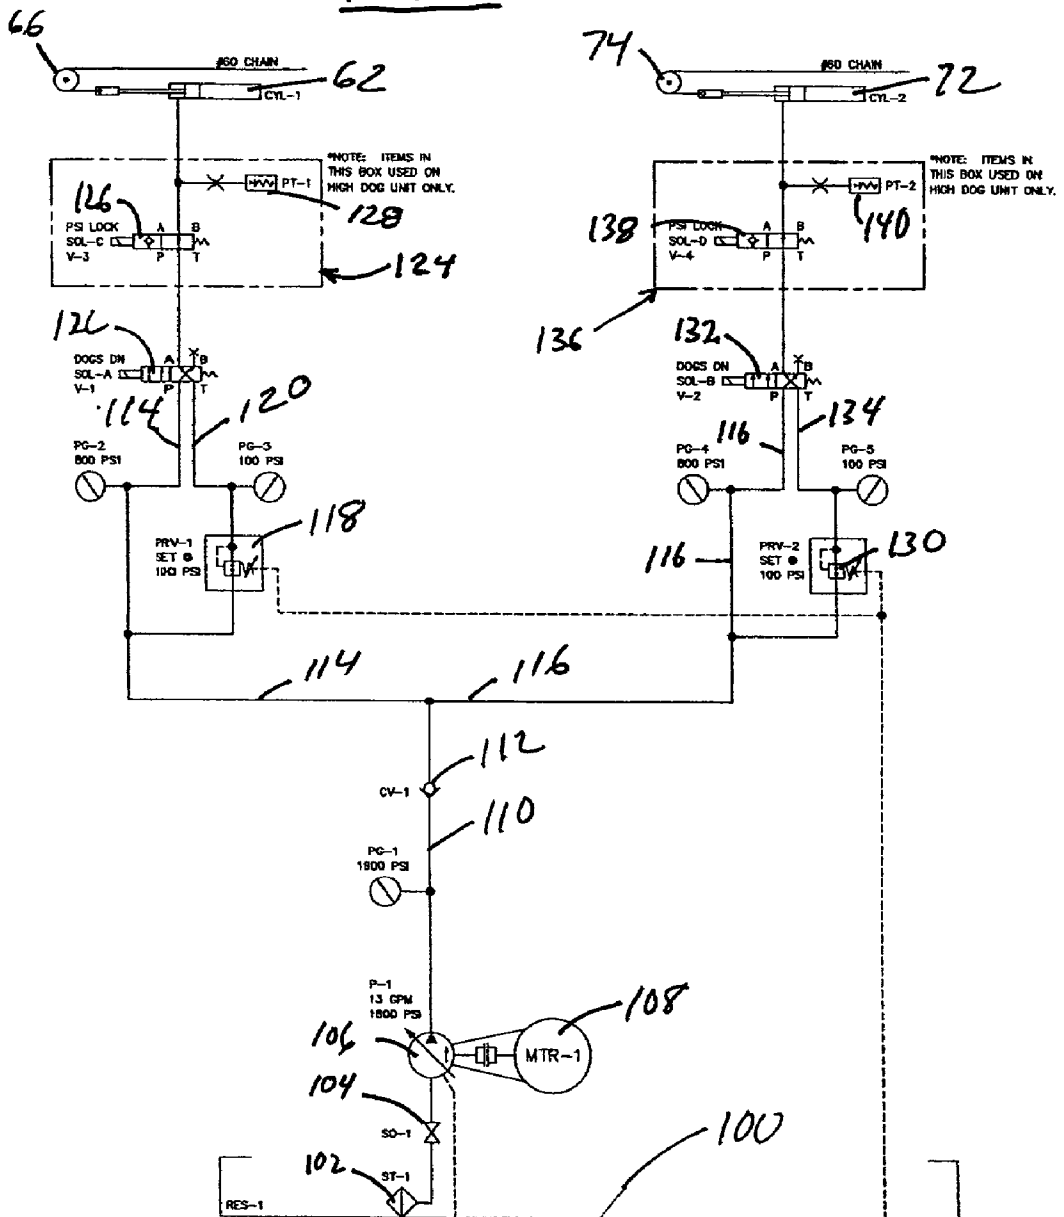 66
#60 CHAIN
62
CYL-1
74
#60 CHAIN
72
CYL-2
*NOTE: ITEMS IN
THIS BOX USED ON
HIGH DOG UNIT ONLY.
PT-1
128
126
PSI LOCK
SOL-C
V-3
A B
P T
124
*NOTE: ITEMS IN
THIS BOX USED ON
HIGH DOG UNIT ONLY.
PT-2
140
138
PSI LOCK
SOL-D
V-4
A B
P T
136
DOGS DN
SOL-A
V-1
A B
P T
114
120
132
DOGS DN
SOL-B
V-2
A B
P T
116
134
PG-2
800 PSI
PG-3
100 PSI
PG-4
800 PSI
PG-5
100 PSI
118
PRV-1
SET @
100 PSI
116
PRV-2
SET @
100 PSI
130
114
116
112
CV-1
110
PG-1
1800 PSI
P-1
13 GPM
1800 PSI
106
108
MTR-1
104
SO-1
100
102
ST-1
RES-1